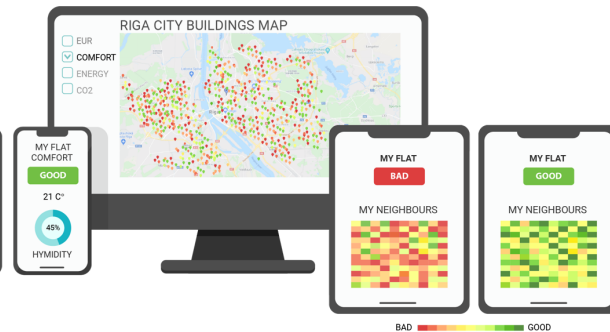 RIGA CITY BUILDINGS MAP
EUR
COMFORT
ENERGY
CO2
MY FLAT
COMFORT
GOOD
21 C°
45%
HYMIDITY
MY FLAT
BAD
MY NEIGHBOURS
MY FLAT
GOOD
MY NEIGHBOURS
BAD
GOOD